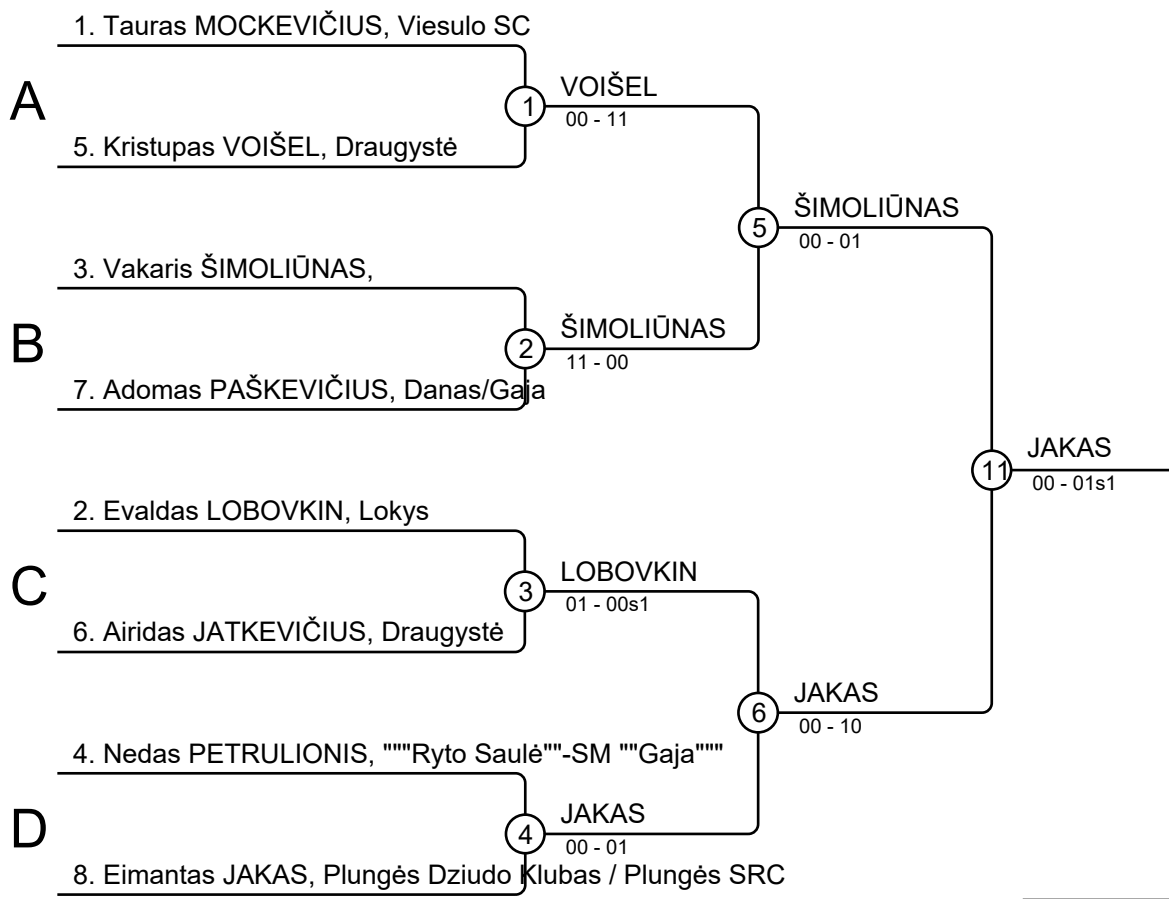 1. Tauras MOCKEVIČIUS, Viesulo SC
A
1
VOIŠEL
00 - 11
5. Kristupas VOIŠEL, Draugystė
5
ŠIMOLIŪNAS
00 - 01
3. Vakaris ŠIMOLIŪNAS,
B
2
ŠIMOLIŪNAS
11 - 00
7. Adomas PAŠKEVIČIUS, Danas/Gaja
11
JAKAS
00 - 01s1
2. Evaldas LOBOVKIN, Lokys
C
3
LOBOVKIN
01 - 00s1
6. Airidas JATKEVIČIUS, Draugystė
6
JAKAS
00 - 10
4. Nedas PETRULIONIS, """Ryto Saulė""-SM ""Gaja"""
D
4
JAKAS
00 - 01
8. Eimantas JAKAS, Plungės Dziudo Klubas / Plungės SRC